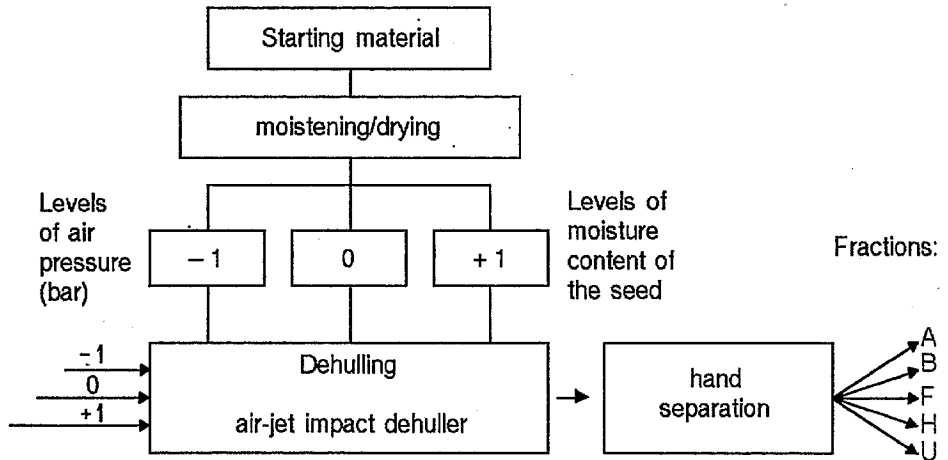 Starting material
moistening/drying
Levels
of air
pressure
(bar)
– 1
0
+ 1
Levels of
moisture
content of
the seed
Fractions:
–1
0
+1
Dehulling
air-jet impact dehuller
hand
separation
A
B
F
H
U